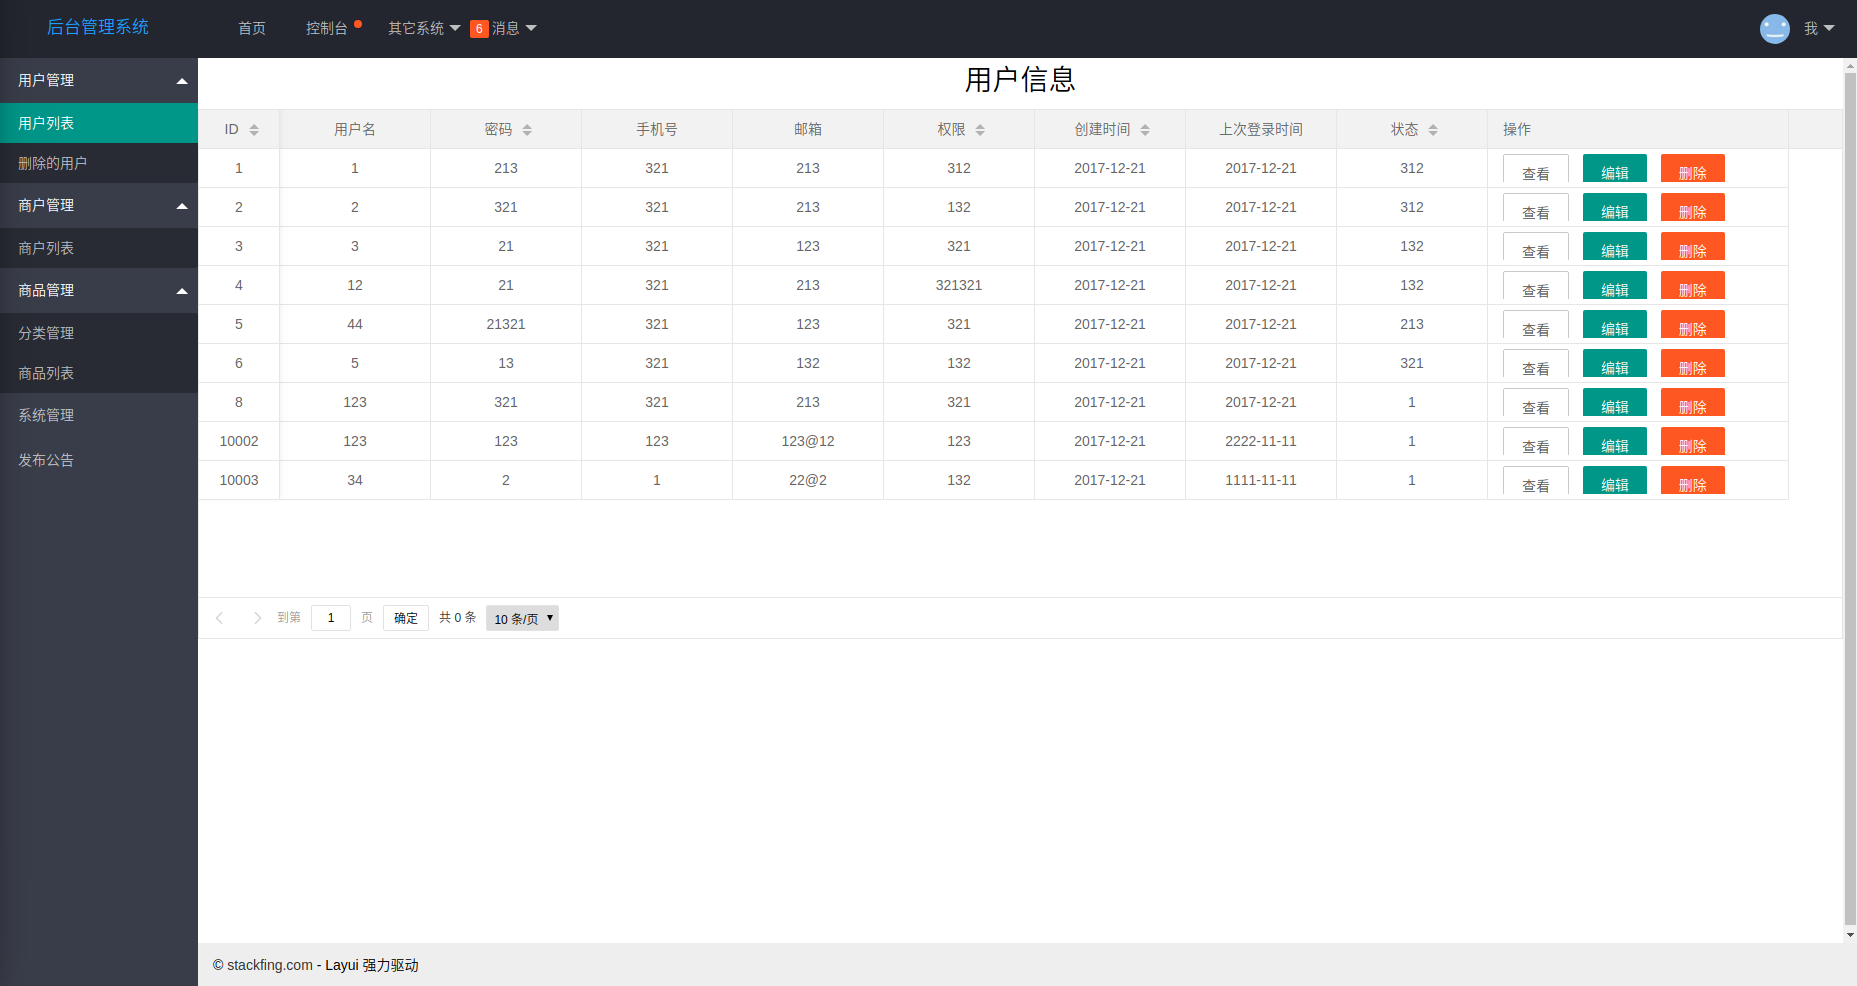 后台管理系统 首页 控制台 其它系统 6 消息 我
用户管理
用户列表
删除的用户
商户管理
商户列表
商品管理
分类管理
商品列表
系统管理
发布公告
用户信息
ID 用户名 密码 手机号 邮箱 权限 创建时间 上次登录时间 状态 操作
1 1 213 321 213 312 2017-12-21 2017-12-21 312 查看 编辑 删除
2 2 321 321 213 132 2017-12-21 2017-12-21 312 查看 编辑 删除
3 3 21 321 123 321 2017-12-21 2017-12-21 132 查看 编辑 删除
4 12 21 321 213 321321 2017-12-21 2017-12-21 132 查看 编辑 删除
5 44 21321 321 123 321 2017-12-21 2017-12-21 213 查看 编辑 删除
6 5 13 321 132 132 2017-12-21 2017-12-21 321 查看 编辑 删除
8 123 321 321 213 321 2017-12-21 2017-12-21 1 查看 编辑 删除
10002 123 123 123 123@12 123 2017-12-21 2222-11-11 1 查看 编辑 删除
10003 34 2 1 22@2 132 2017-12-21 1111-11-11 1 查看 编辑 删除
到第 1 页 确定 共 0 条 10 条/页
© stackfing.com - Layui 强力驱动